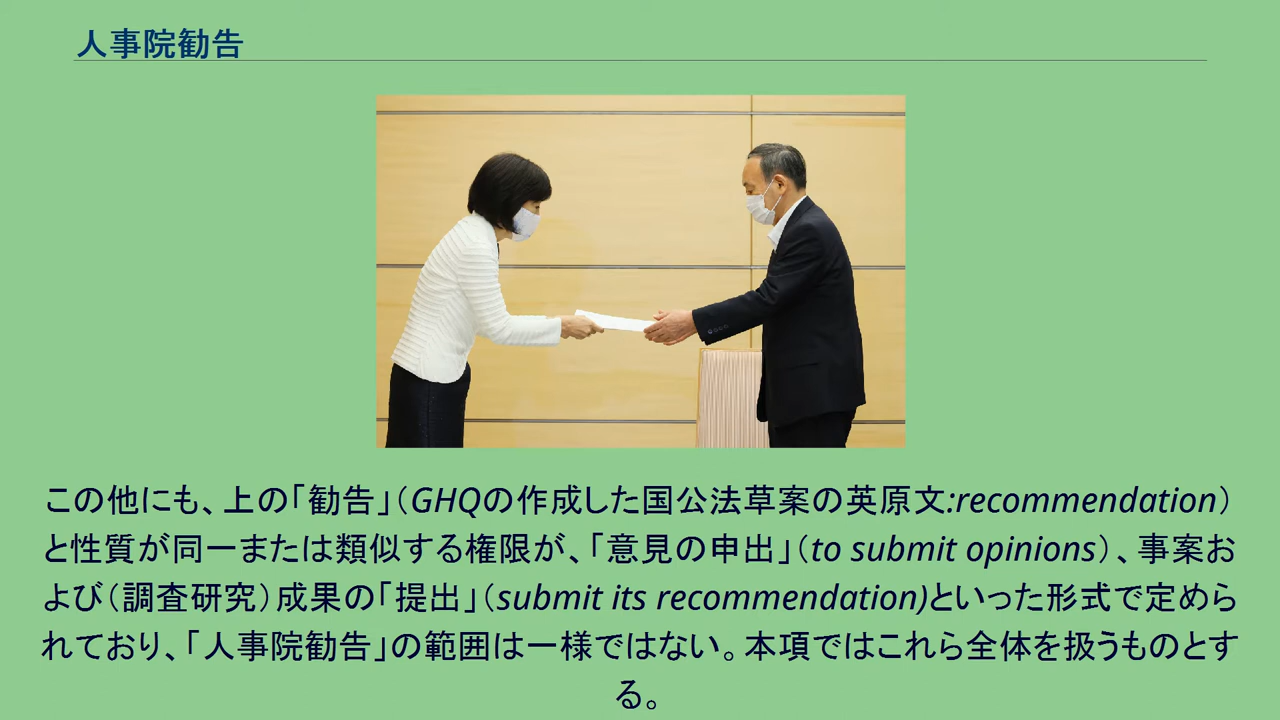 人事院勧告
この他にも、上の「勧告」（GHQの作成した国公法草案の英原文:recommendation）
と性質が同一または類似する権限が、「意見の申出」（to submit opinions）、事案お
よび（調査研究）成果の「提出」（submit its recommendation)といった形式で定めら
れており、「人事院勧告」の範囲は一様ではない。本項ではこれら全体を扱うものとす
る。